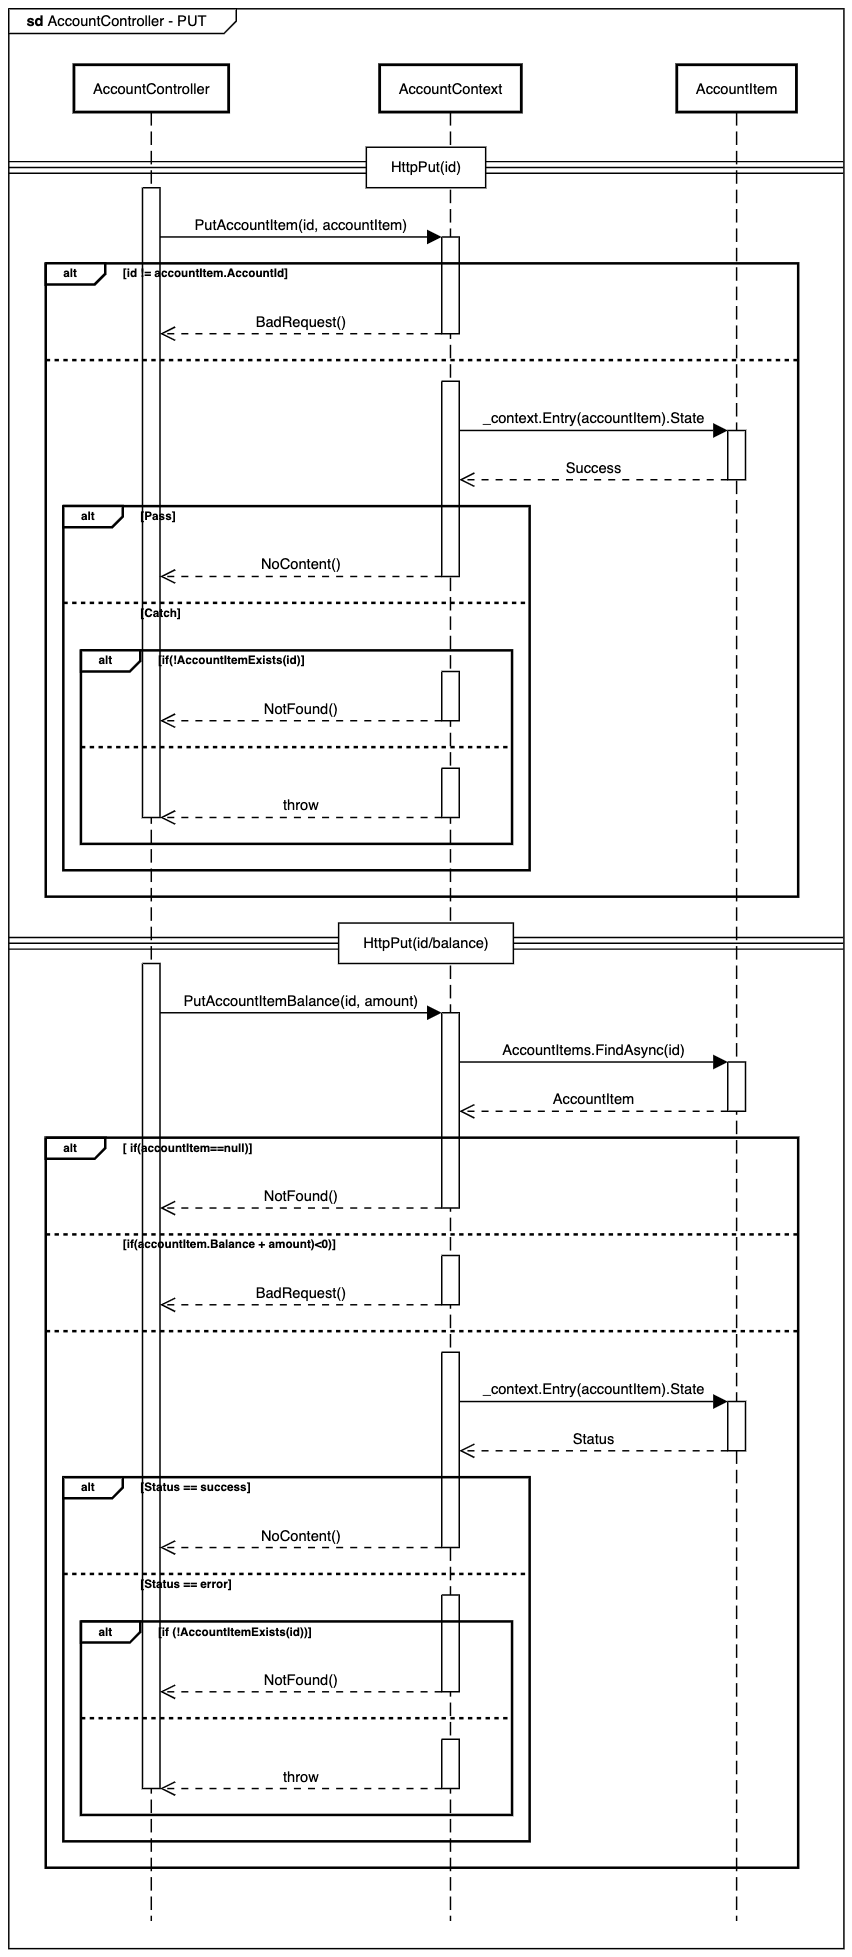 sd AccountController - PUT
AccountController
AccountContext
AccountItem
HttpPut(id)
PutAccountItem(id, accountItem)
alt
[id != accountItem.AccountId]
BadRequest()
_context.Entry(accountItem).State
Success
alt
[Pass]
NoContent()
[Catch]
alt
[if(!AccountItemExists(id)]
NotFound()
throw
HttpPut(id/balance)
PutAccountItemBalance(id, amount)
AccountItems.FindAsync(id)
AccountItem
alt
[ if(accountItem==null)]
NotFound()
[if(accountItem.Balance + amount)<0)]
BadRequest()
_context.Entry(accountItem).State
Status
alt
[Status == success]
NoContent()
[Status == error]
alt
[if (!AccountItemExists(id))]
NotFound()
throw